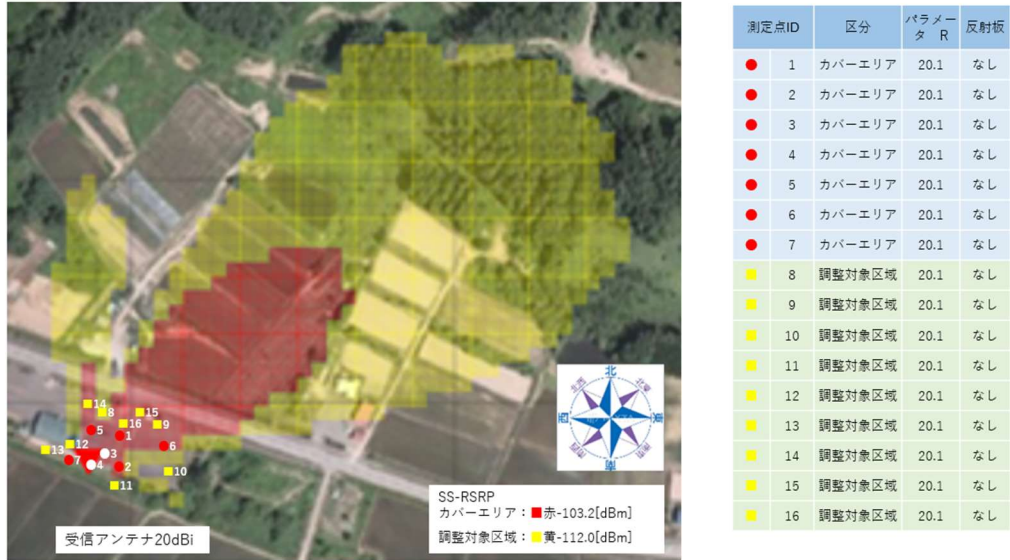 14
8
15
16
9
5
1
12
13
3
6
7
4
2
10
11
北
北西
北東
西
東
南西
南東
南
SS-RSRP
カバーエリア：■赤-103.2[dBm]
調整対象区域：■黄-112.0[dBm]
受信アンテナ20dBi
測定点ID 区分 パラメー
タ R 反射板
1 カバーエリア 20.1 なし
2 カバーエリア 20.1 なし
3 カバーエリア 20.1 なし
4 カバーエリア 20.1 なし
5 カバーエリア 20.1 なし
6 カバーエリア 20.1 なし
7 カバーエリア 20.1 なし
8 調整対象区域 20.1 なし
9 調整対象区域 20.1 なし
10 調整対象区域 20.1 なし
11 調整対象区域 20.1 なし
12 調整対象区域 20.1 なし
13 調整対象区域 20.1 なし
14 調整対象区域 20.1 なし
15 調整対象区域 20.1 なし
16 調整対象区域 20.1 なし